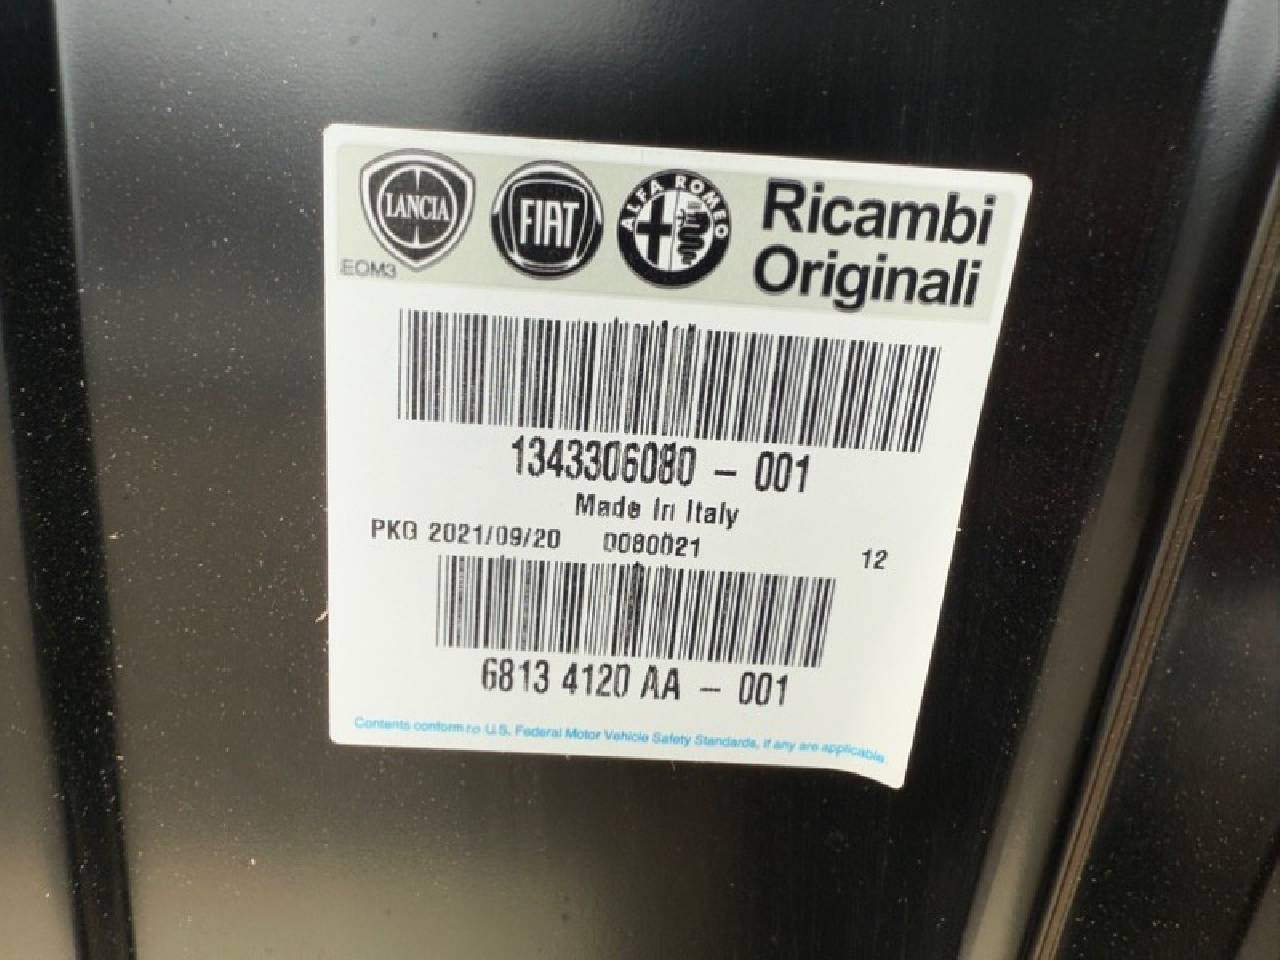 LANCIA FIAT ALFA ROMEO Ricambi
Originali
EOM3
1343306080 - 001
Made In Italy
PKG 2021/09/20 0080021 12
6813 4120 AA - 001
Contents conform to U.S. Federal Motor Vehicle Safety Standards, if any are applicable.